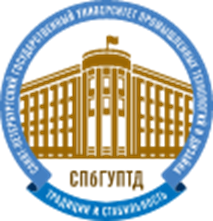 САНКТ-ПЕТЕРБУРГСКИЙ ГОСУДАРСТВЕННЫЙ УНИВЕРСИТЕТ ПРОМЫШЛЕННЫХ ТЕХНОЛОГИЙ И ДИЗАЙНА
СПбГУПТД
ТРАДИЦИИ И СТАБИЛЬНОСТЬ